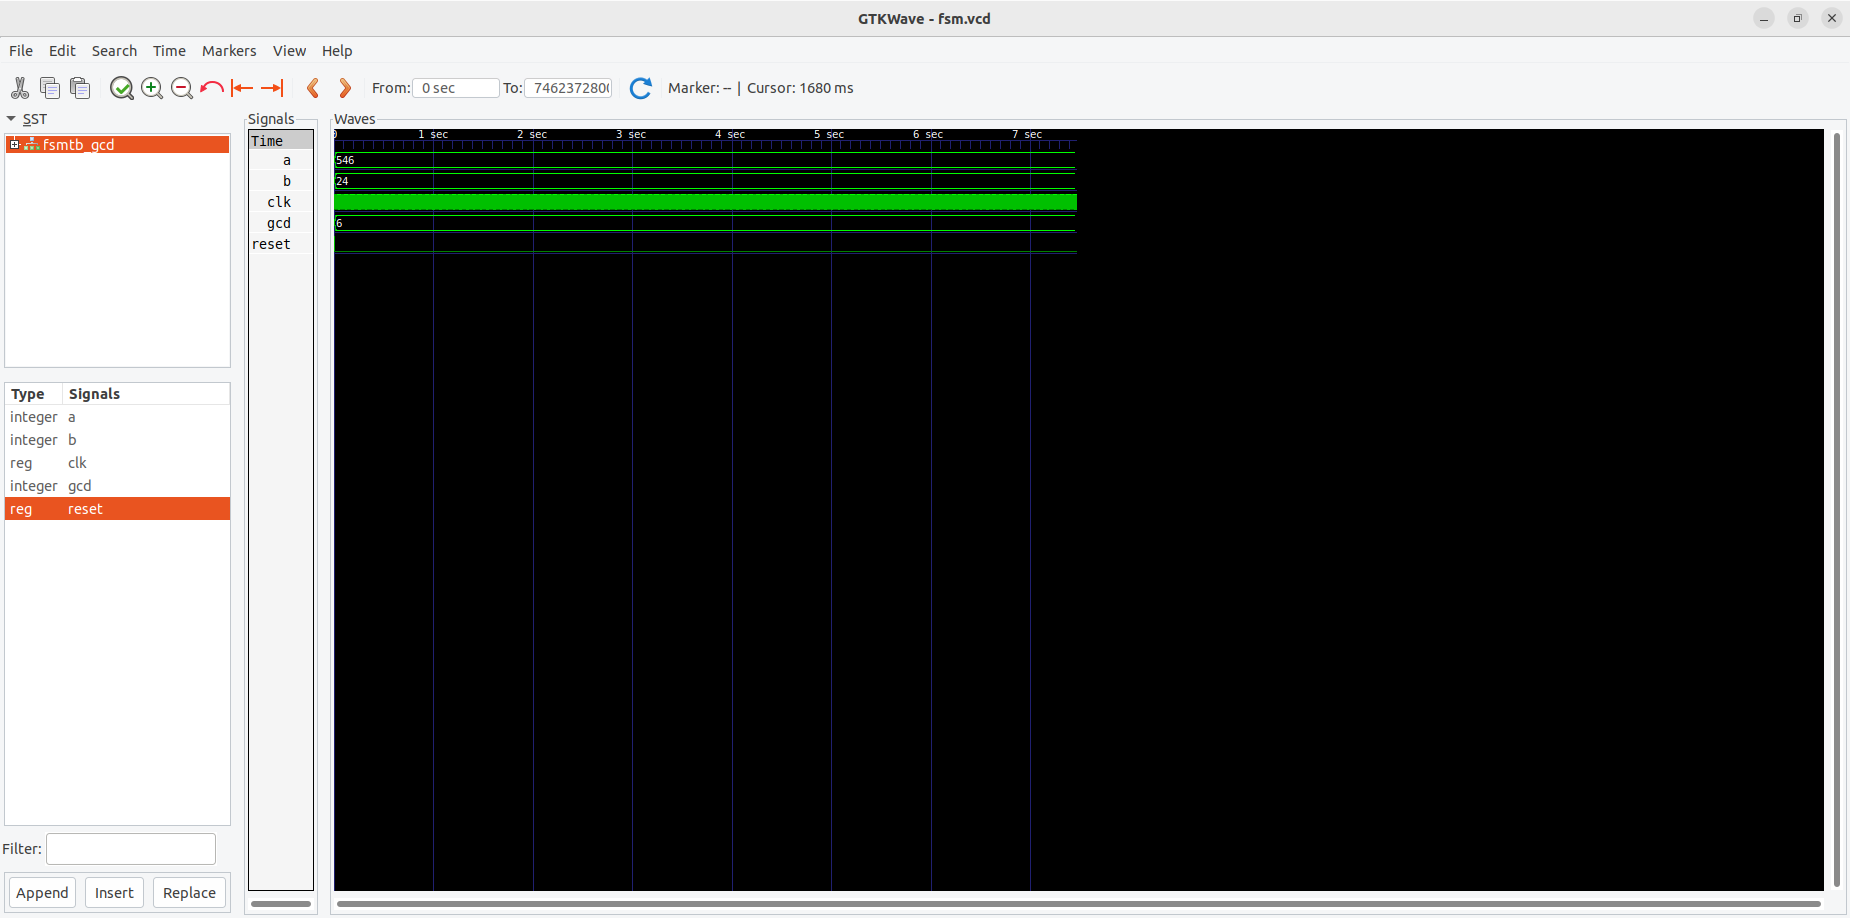 GTKWave - fsm.vcd
File Edit Search Time Markers View Help
From: 0 sec To: 746237280 Marker: -- | Cursor: 1680 ms
SST
fsmtb_gcd
Type Signals
integer a
integer b
reg clk
integer gcd
reg reset
Filter:
Append Insert Replace
Signals
Time
a
b
clk
gcd
reset
Waves
0 1 sec 2 sec 3 sec 4 sec 5 sec 6 sec 7 sec
546
24
6